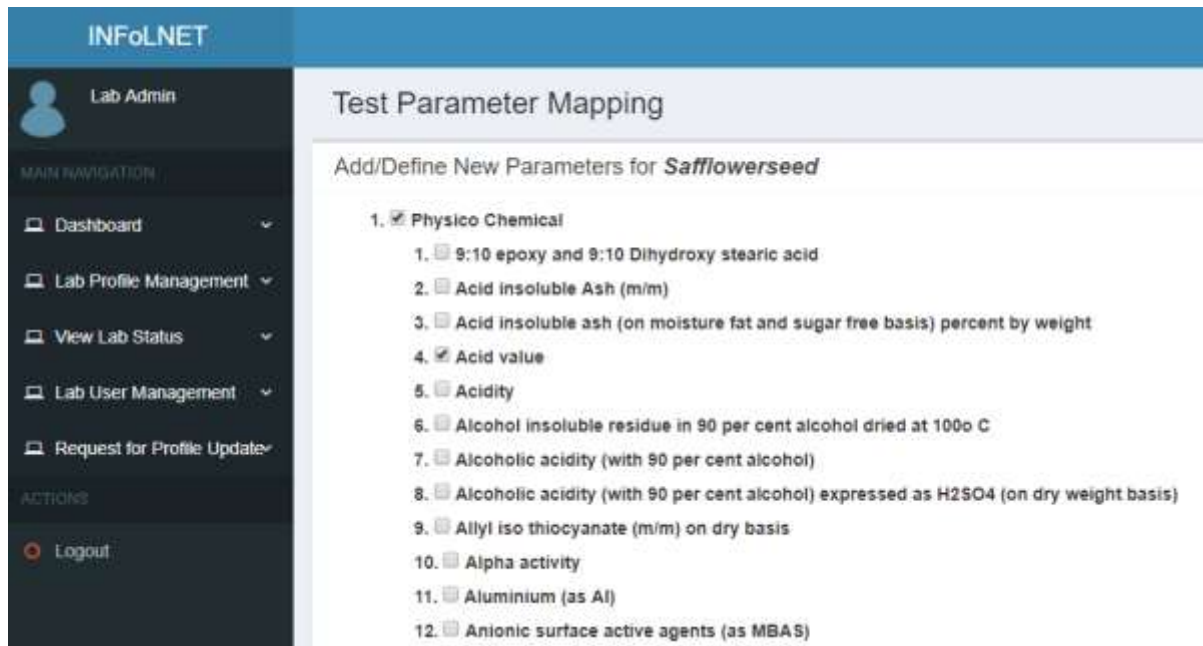 INFoLNET
Lab Admin
Test Parameter Mapping
MAIN NAVIGATION
Add/Define New Parameters for Safflowerseed
Dashboard
Lab Profile Management
View Lab Status
Lab User Management
Request for Profile Update
ACTIONS
Logout
1. Physico Chemical
1. 9:10 epoxy and 9:10 Dihydroxy stearic acid
2. Acid insoluble Ash (m/m)
3. Acid insoluble ash (on moisture fat and sugar free basis) percent by weight
4. Acid value
5. Acidity
6. Alcohol insoluble residue in 90 per cent alcohol dried at 100o C
7. Alcoholic acidity (with 90 per cent alcohol)
8. Alcoholic acidity (with 90 per cent alcohol) expressed as H2SO4 (on dry weight basis)
9. Allyl iso thiocyanate (m/m) on dry basis
10. Alpha activity
11. Aluminium (as Al)
12. Anionic surface active agents (as MBAS)